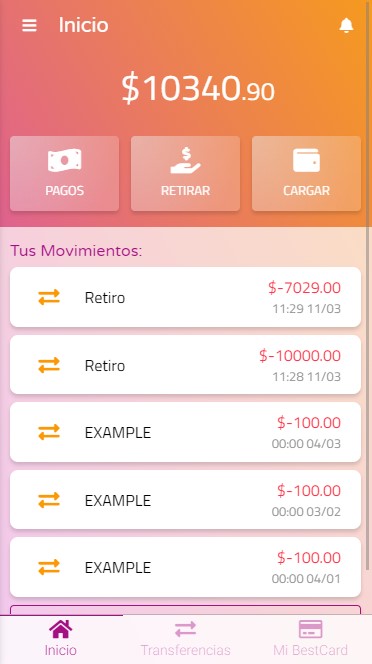 Inicio
$10340.90
PAGOS
RETIRAR
CARGAR
Tus Movimientos:
Retiro
$-7029.00
11:29 11/03
Retiro
$-10000.00
11:28 11/03
EXAMPLE
$-100.00
00:00 04/03
EXAMPLE
$-100.00
00:00 03/02
EXAMPLE
$-100.00
00:00 04/01
Inicio
Transferencias
Mi BestCard